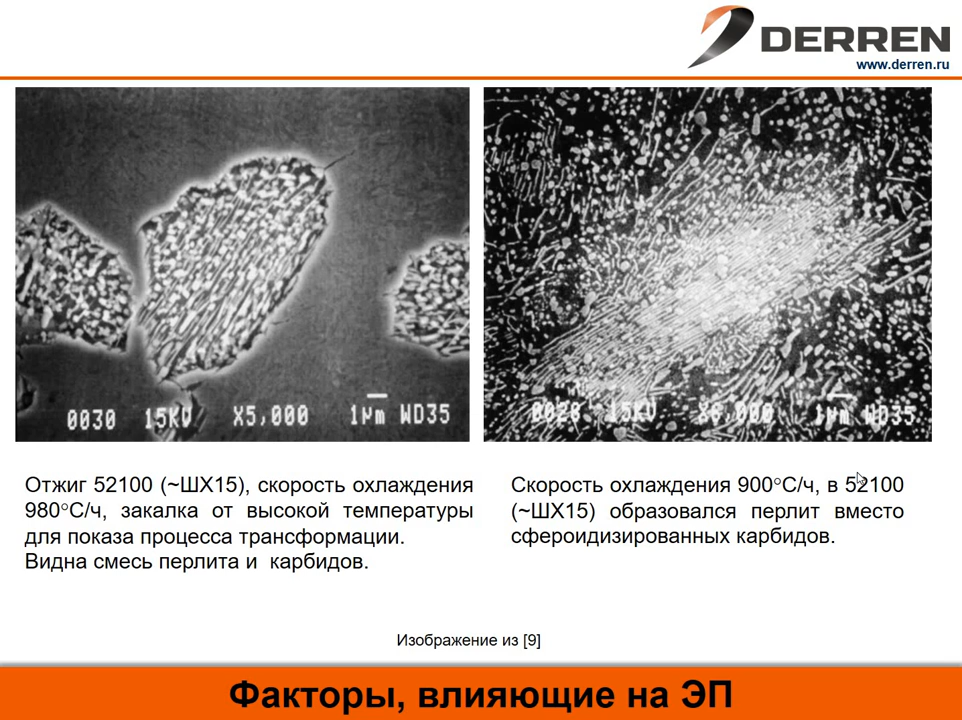 DERREN
www.derren.ru
0030 15KV X5,000 1µm WD35
0026 15KV X6,000 1µm WD35
Отжиг 52100 (~ШХ15), скорость охлаждения
980°С/ч, закалка от высокой температуры
для показа процесса трансформации.
Видна смесь перлита и карбидов.
Скорость охлаждения 900°С/ч, в 52100
(~ШХ15) образовался перлит вместо
сфероидизированных карбидов.
Изображение из [9]
Факторы, влияющие на ЭП